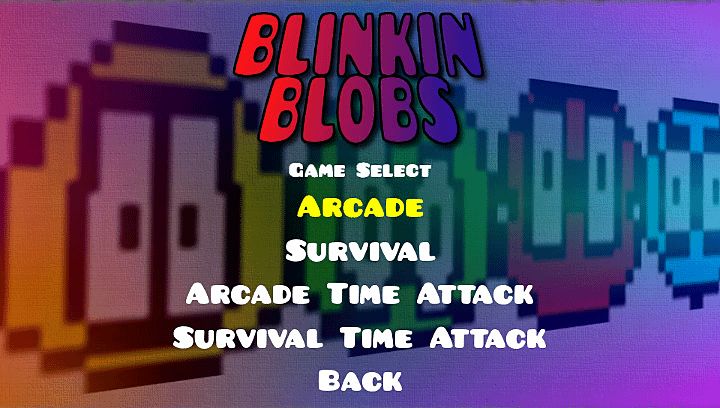 BLINKIN
BLOBS
Game Select
Arcade
Survival
Arcade Time Attack
Survival Time Attack
Back